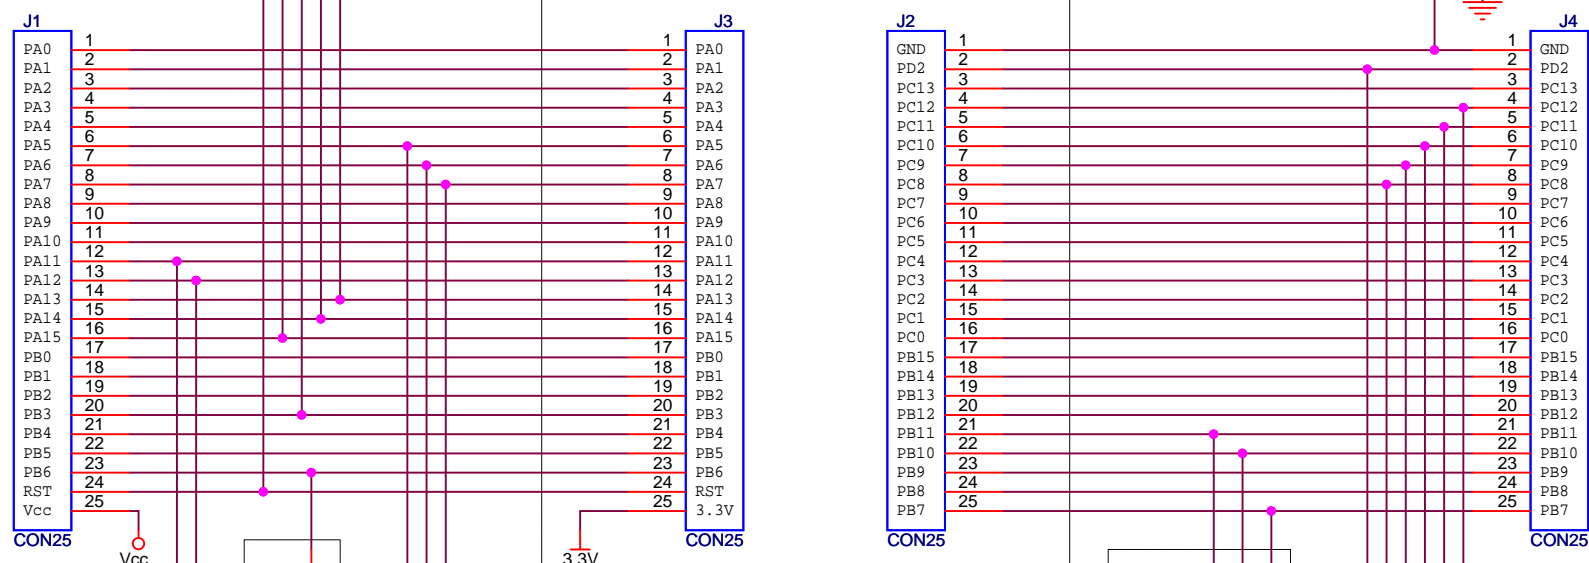 J1 J3 J2 J4
PA0 1 1 PA0 GND 1 1 GND
PA1 2 2 PA1 PD2 2 2 PD2
PA2 3 3 PA2 PC13 3 3 PC13
PA3 4 4 PA3 PC12 4 4 PC12
PA4 5 5 PA4 PC11 5 5 PC11
PA5 6 6 PA5 PC10 6 6 PC10
PA6 7 7 PA6 PC9 7 7 PC9
PA7 8 8 PA7 PC8 8 8 PC8
PA8 9 9 PA8 PC7 9 9 PC7
PA9 10 10 PA9 PC6 10 10 PC6
PA10 11 11 PA10 PC5 11 11 PC5
PA11 12 12 PA11 PC4 12 12 PC4
PA12 13 13 PA12 PC3 13 13 PC3
PA13 14 14 PA13 PC2 14 14 PC2
PA14 15 15 PA14 PC1 15 15 PC1
PA15 16 16 PA15 PC0 16 16 PC0
PB0 17 17 PB0 PB15 17 17 PB15
PB1 18 18 PB1 PB14 18 18 PB14
PB2 19 19 PB2 PB13 19 19 PB13
PB3 20 20 PB3 PB12 20 20 PB12
PB4 21 21 PB4 PB11 21 21 PB11
PB5 22 22 PB5 PB10 22 22 PB10
PB6 23 23 PB6 PB9 23 23 PB9
RST 24 24 RST PB8 24 24 PB8
Vcc 25 25 3.3V PB7 25 25 PB7
CON25 CON25 CON25 CON25
Vcc 3.3V